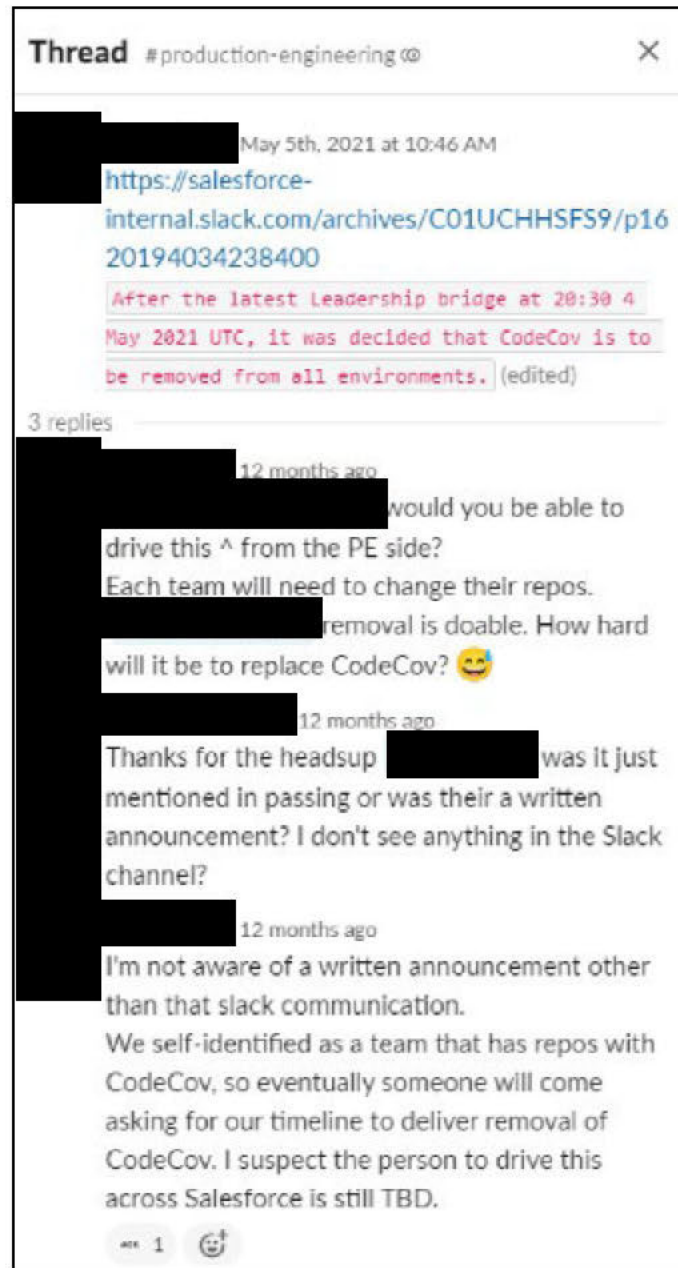 Thread #production-engineering
May 5th, 2021 at 10:46 AM
https://salesforce-
internal.slack.com/archives/C01UCHHSFS9/p16
20194034238400
After the latest Leadership bridge at 20:30 4
May 2021 UTC, it was decided that CodeCov is to
be removed from all environments. (edited)
3 replies
12 months ago
would you be able to
drive this ^ from the PE side?
Each team will need to change their repos.
removal is doable. How hard
will it be to replace CodeCov? 😅
12 months ago
Thanks for the headsup was it just
mentioned in passing or was their a written
announcement? I don't see anything in the Slack
channel?
12 months ago
I'm not aware of a written announcement other
than that slack communication.
We self-identified as a team that has repos with
CodeCov, so eventually someone will come
asking for our timeline to deliver removal of
CodeCov. I suspect the person to drive this
across Salesforce is still TBD.
1